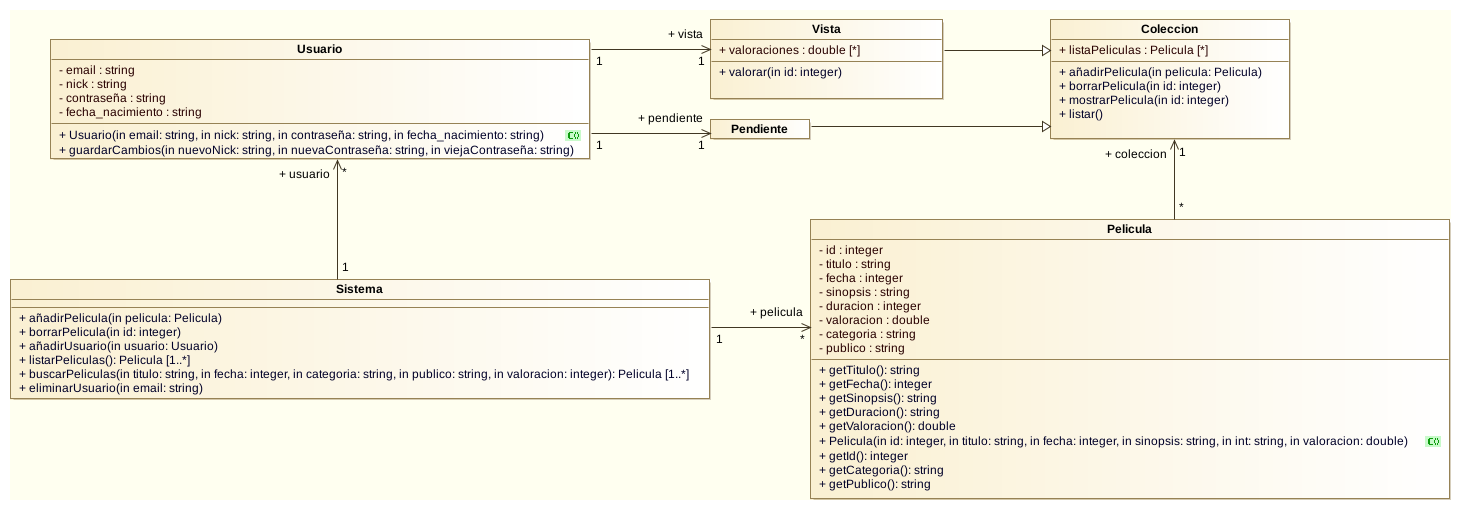 Usuario
- email : string
- nick : string
- contraseña : string
- fecha_nacimiento : string
+ Usuario(in email: string, in nick: string, in contraseña: string, in fecha_nacimiento: string)
C()
+ guardarCambios(in nuevoNick: string, in nuevaContraseña: string, in viejaContraseña: string)
+ vista
1
1
+ pendiente
1
1
Vista
+ valoraciones : double [*]
+ valorar(in id: integer)
Pendiente
Coleccion
+ listaPeliculas : Pelicula [*]
+ añadirPelicula(in pelicula: Pelicula)
+ borrarPelicula(in id: integer)
+ mostrarPelicula(in id: integer)
+ listar()
+ usuario
*
1
+ coleccion
1
*
Sistema
+ añadirPelicula(in pelicula: Pelicula)
+ borrarPelicula(in id: integer)
+ añadirUsuario(in usuario: Usuario)
+ listarPeliculas(): Pelicula [1..*]
+ buscarPeliculas(in titulo: string, in fecha: integer, in categoria: string, in publico: string, in valoracion: integer): Pelicula [1..*]
+ eliminarUsuario(in email: string)
+ pelicula
1
*
Pelicula
- id : integer
- titulo : string
- fecha : integer
- sinopsis : string
- duracion : integer
- valoracion : double
- categoria : string
- publico : string
+ getTitulo(): string
+ getFecha(): integer
+ getSinopsis(): string
+ getDuracion(): string
+ getValoracion(): double
+ Pelicula(in id: integer, in titulo: string, in fecha: integer, in sinopsis: string, in int: string, in valoracion: double)
C()
+ getId(): integer
+ getCategoria(): string
+ getPublico(): string